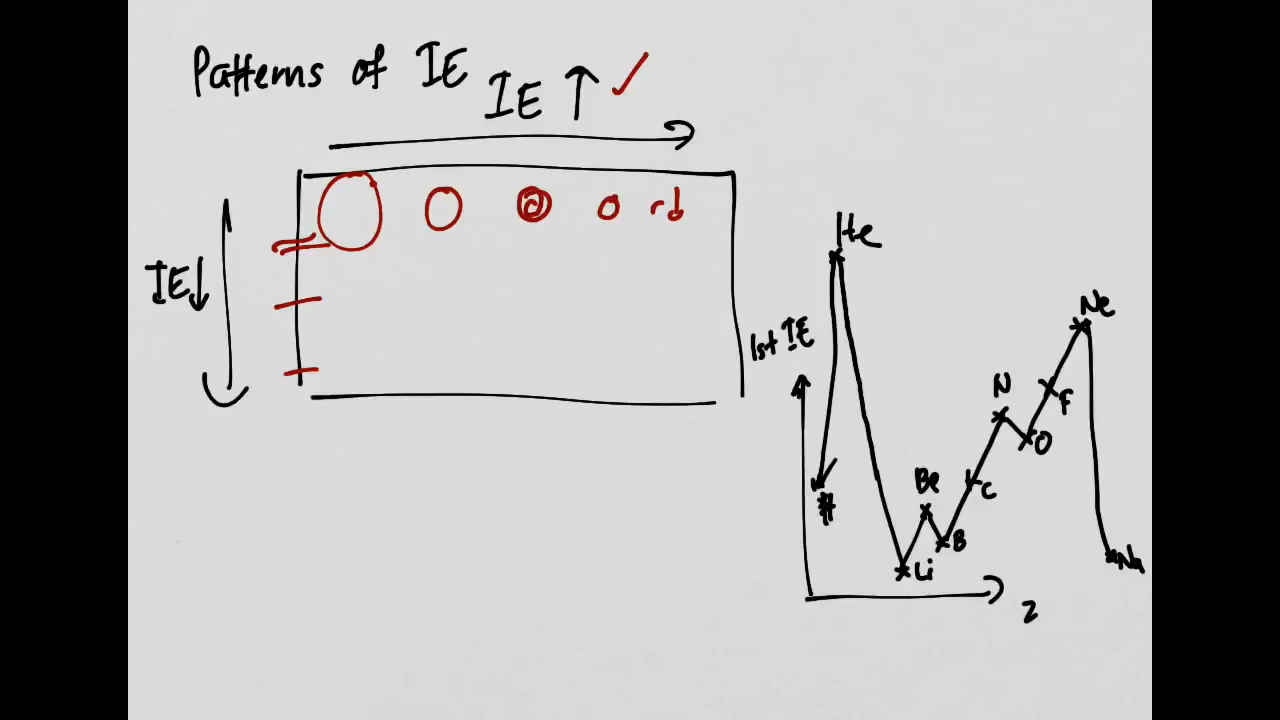 Patterns of IE
IE ↑ ✓
r↓
IE↓
He
1st IE
Ne
N
F
O
Be
C
H
B
Li
Na
Z